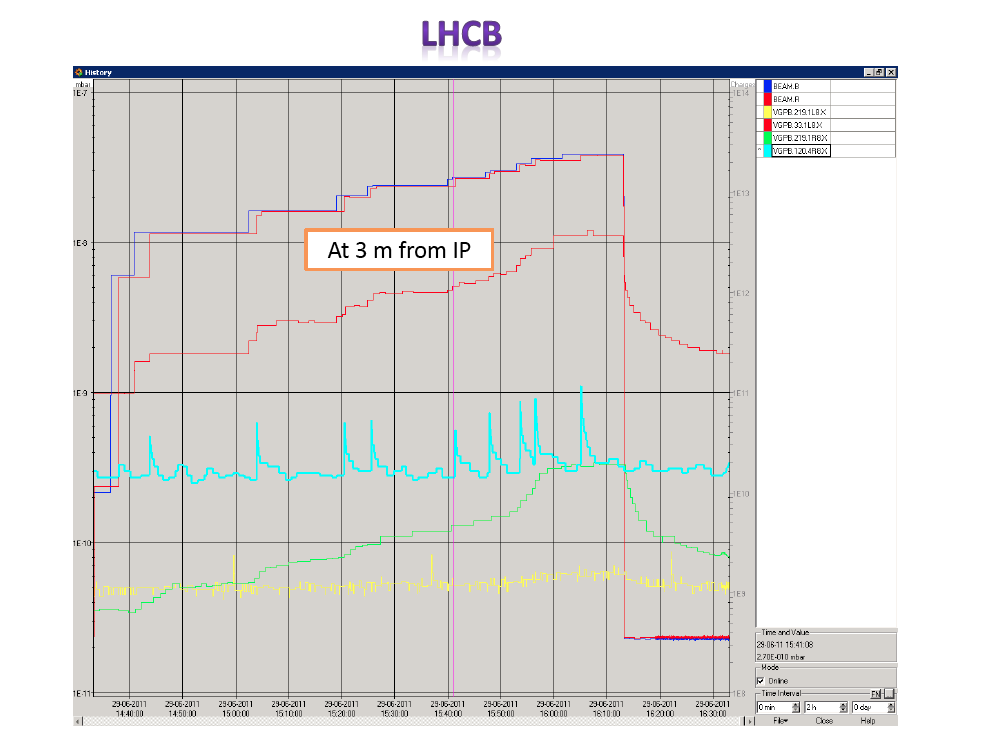 LHCB
History
mbar
Charges
1E-7
1E-8
1E-9
1E-10
1E-11
1E14
1E13
1E12
1E11
1E10
1E9
1E8
At 3 m from IP
BEAM.B
BEAM.R
VGPB.219.1L8.X
VGPB.33.1L8.X
VGPB.219.1R8.X
VGPB.120.4R8.X
29-06-2011 29-06-2011 29-06-2011 29-06-2011 29-06-2011 29-06-2011 29-06-2011 29-06-2011 29-06-2011 29-06-2011 29-06-2011 29-06-2011
14:40:00 14:50:00 15:00:00 15:10:00 15:20:00 15:30:00 15:40:00 15:50:00 16:00:00 16:10:00 16:20:00 16:30:00
Time and Value
29-06-11 15:41:08
2.70E-010 mbar
Mode
Online
Time Interval
FN
0 min 2 h 0 day
File Close Help